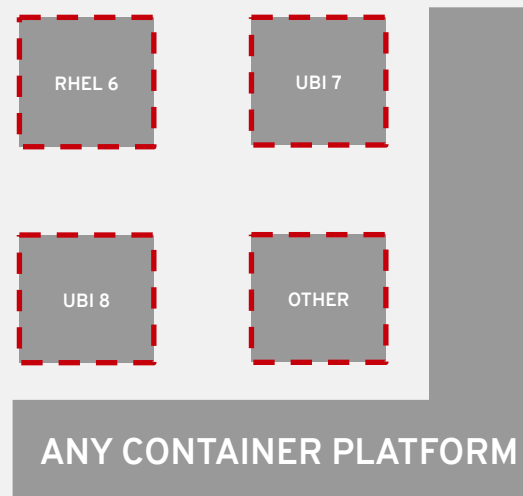 RHEL 6
UBI 7
UBI 8
OTHER
ANY CONTAINER PLATFORM